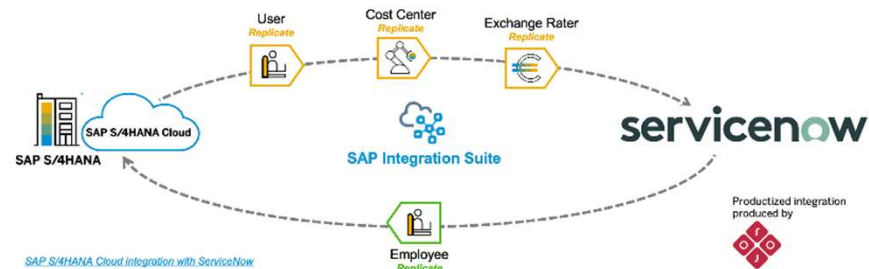 User
Replicate
Cost Center
Replicate
Exchange Rater
Replicate
SAP S/4HANA Cloud
SAP S/4HANA
SAP Integration Suite
servicenow
Employee
Replicate
Productized integration
produced by
r
o
o
J
SAP S/4HANA Cloud Integration with ServiceNow